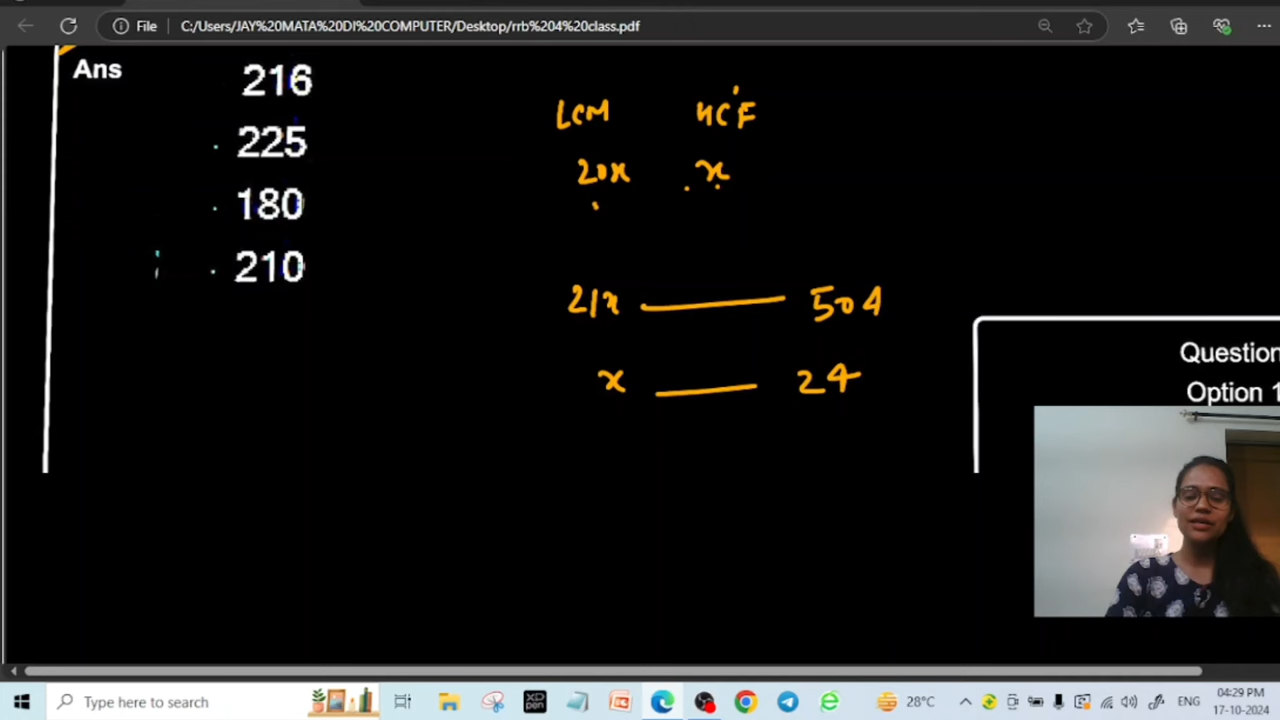 File C:/Users/JAY%20MATA%20DI%20COMPUTER/Desktop/rrb%204%20class.pdf
Ans 216
225
180
210
LCM HCF
20x x
21x 504
x 24
Question
Option 1
Type here to search
28°C
ENG
04:29 PM
17-10-2024